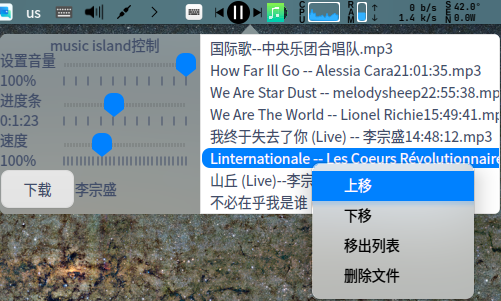 us
CPU
RAM
0 b/s
1.4 k/s
SEN
42.0°
0.0W
music island控制
设置音量
100%
进度条
0:1:23
速度
100%
下载
李宗盛
国际歌--中央乐团合唱队.mp3
How Far Ill Go -- Alessia Cara21:01:35.mp3
We Are Star Dust -- melodysheep22:55:38.mp
We Are The World -- Lionel Richie15:49:41.mp
我终于失去了你 (Live) -- 李宗盛14:48:12.mp3
Linternationale -- Les Coeurs Révolutionnaire
山丘 (Live)--李宗
不必在乎我是谁
上移
下移
移出列表
删除文件